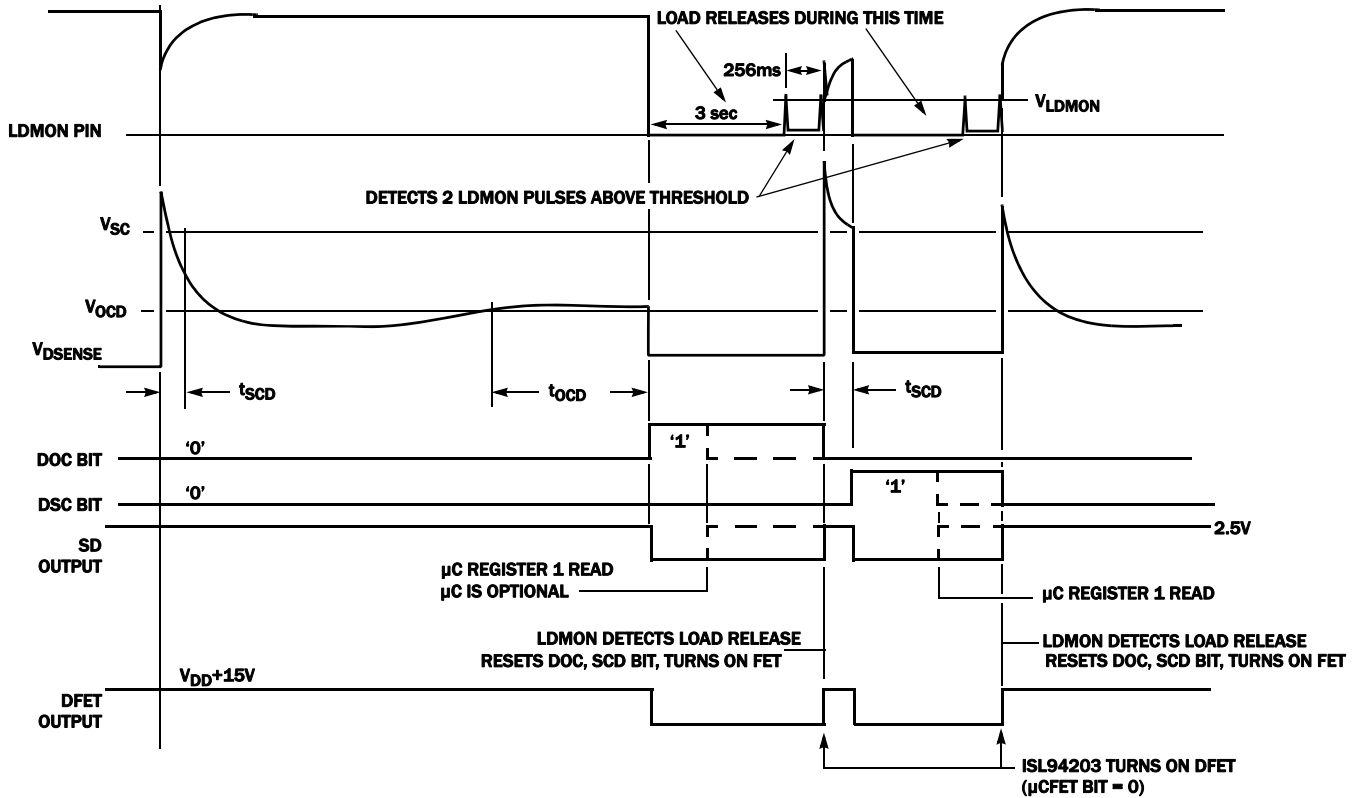 LOAD RELEASES DURING THIS TIME
256ms
VLDMON
3 sec
LDMON PIN
DETECTS 2 LDMON PULSES ABOVE THRESHOLD
VSC
VOCD
VDSENSE
tSCD
tOCD
tSCD
'0'
'1'
DOC BIT
'0'
'1'
DSC BIT
2.5V
SD
OUTPUT
µC REGISTER 1 READ
µC IS OPTIONAL
µC REGISTER 1 READ
LDMON DETECTS LOAD RELEASE
RESETS DOC, SCD BIT, TURNS ON FET
LDMON DETECTS LOAD RELEASE
RESETS DOC, SCD BIT, TURNS ON FET
VDD+15V
DFET
OUTPUT
ISL94203 TURNS ON DFET
(µCFET BIT = 0)